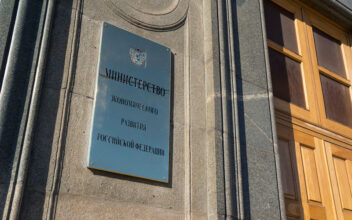 МИНИСТЕРСТВО
ЭКОНОМИЧЕСКОГО
РАЗВИТИЯ
РОССИЙСКОЙ ФЕДЕРАЦИИ